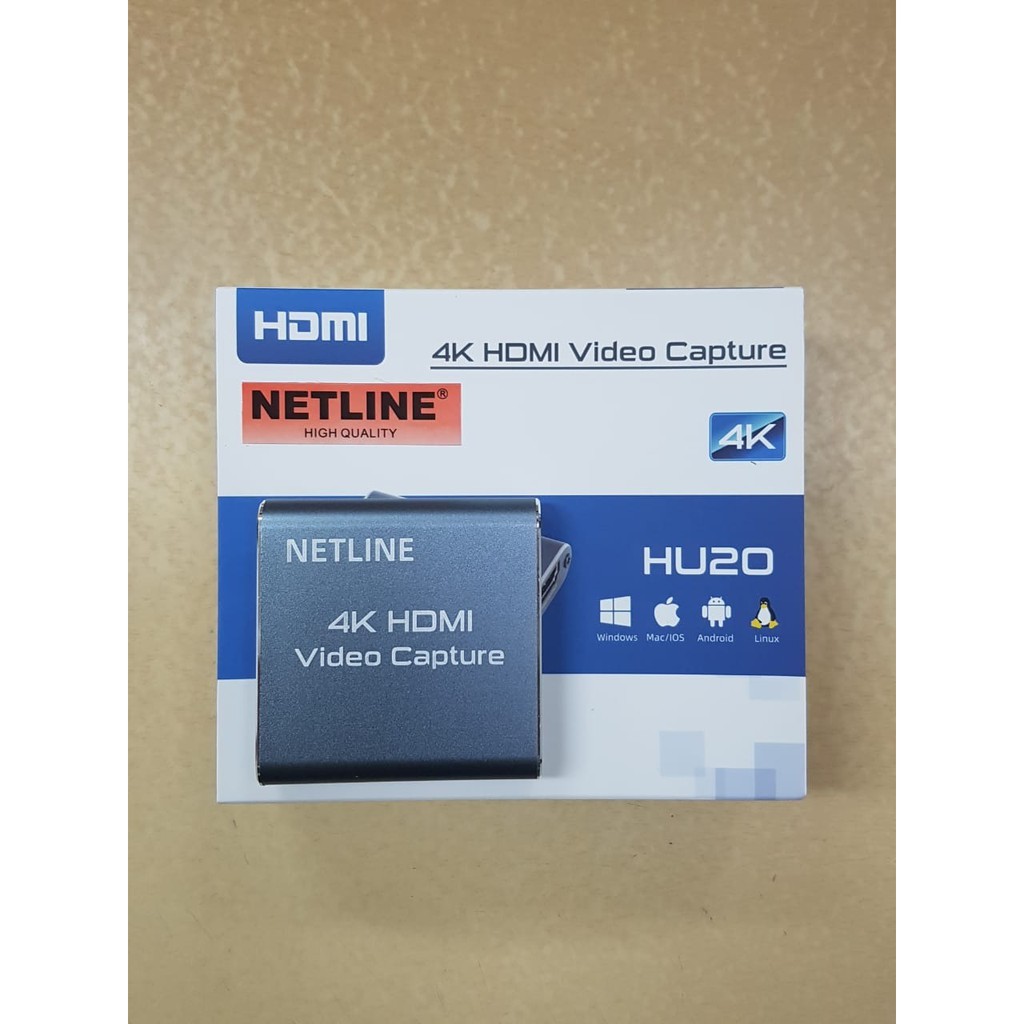 HDMI
4K HDMI Video Capture
NETLINE®
HIGH QUALITY
4K
NETLINE
4K HDMI
Video Capture
HU20
Windows Mac/IOS Android Linux